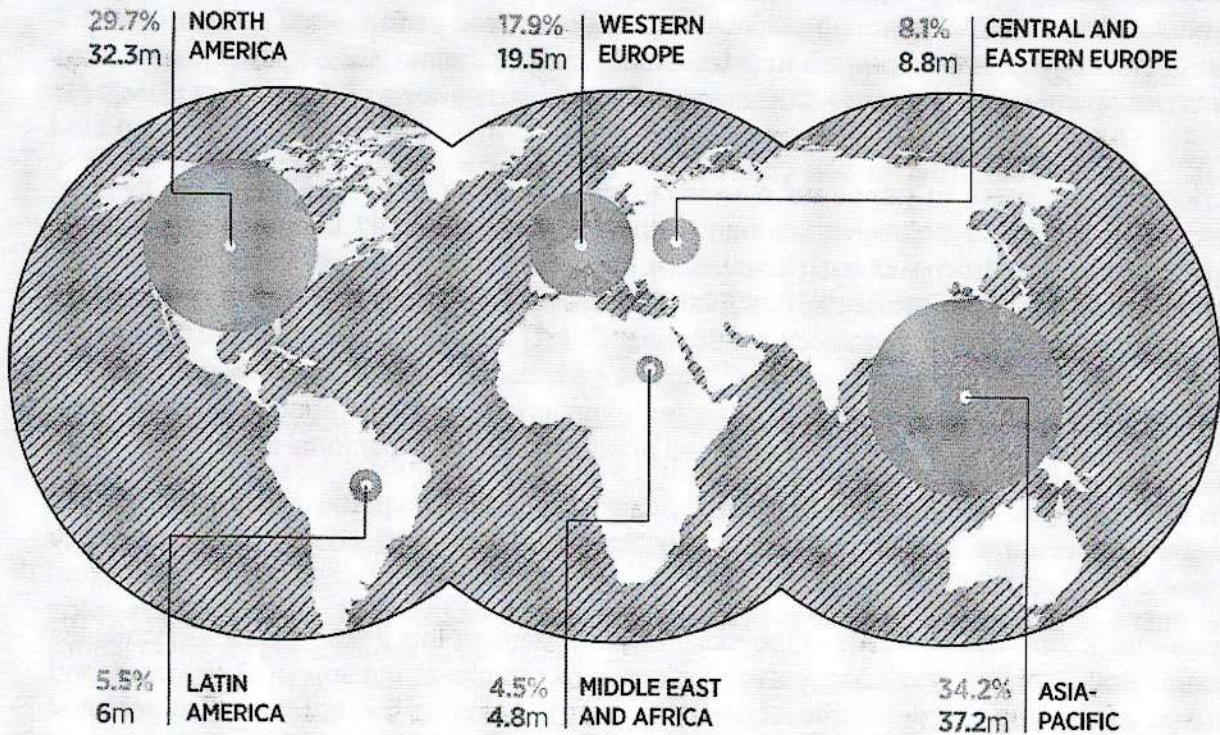 29.7% NORTH
32.3m AMERICA
17.9% WESTERN
19.5m EUROPE
8.1% CENTRAL AND
8.8m EASTERN EUROPE
5.5% LATIN
6m AMERICA
4.5% MIDDLE EAST
4.8m AND AFRICA
34.2% ASIA-
37.2m PACIFIC